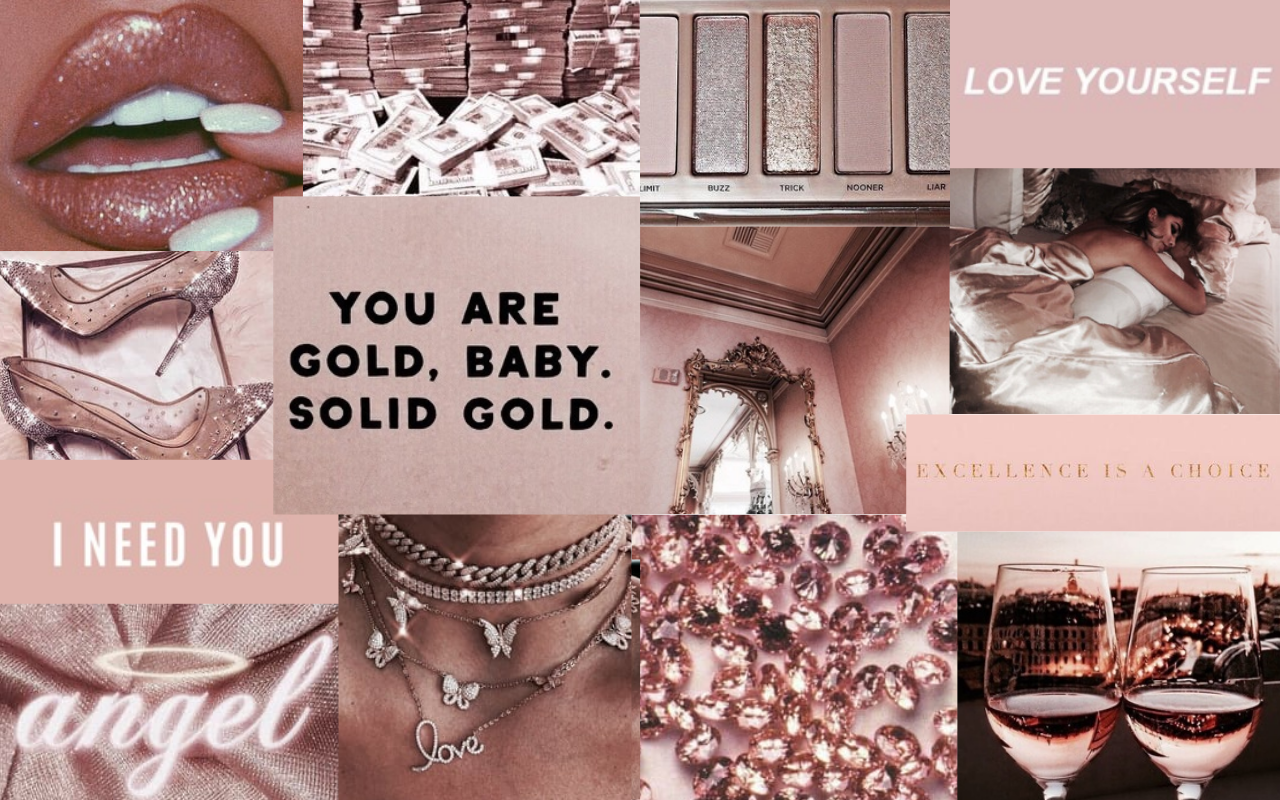 LOVE YOURSELF
BUZZ
TRICK
NOONER
LIAR
YOU ARE
GOLD, BABY.
SOLID GOLD.
EXCELLENCE IS A CHOICE
I NEED YOU
angel
love